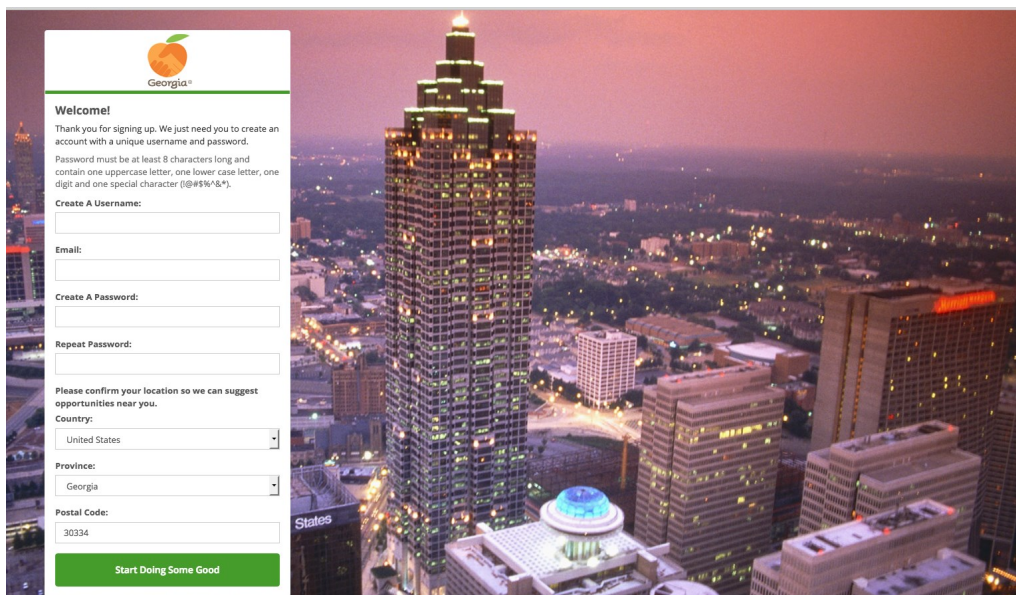 Georgia®
Welcome!
Thank you for signing up. We just need you to create an
account with a unique username and password.
Password must be at least 8 characters long and
contain one uppercase letter, one lower case letter, one
digit and one special character (!@#$%^&*).
Create A Username:
Email:
Create A Password:
Repeat Password:
Please confirm your location so we can suggest
opportunities near you.
Country:
United States
Province:
Georgia
Postal Code:
30334
Start Doing Some Good
States